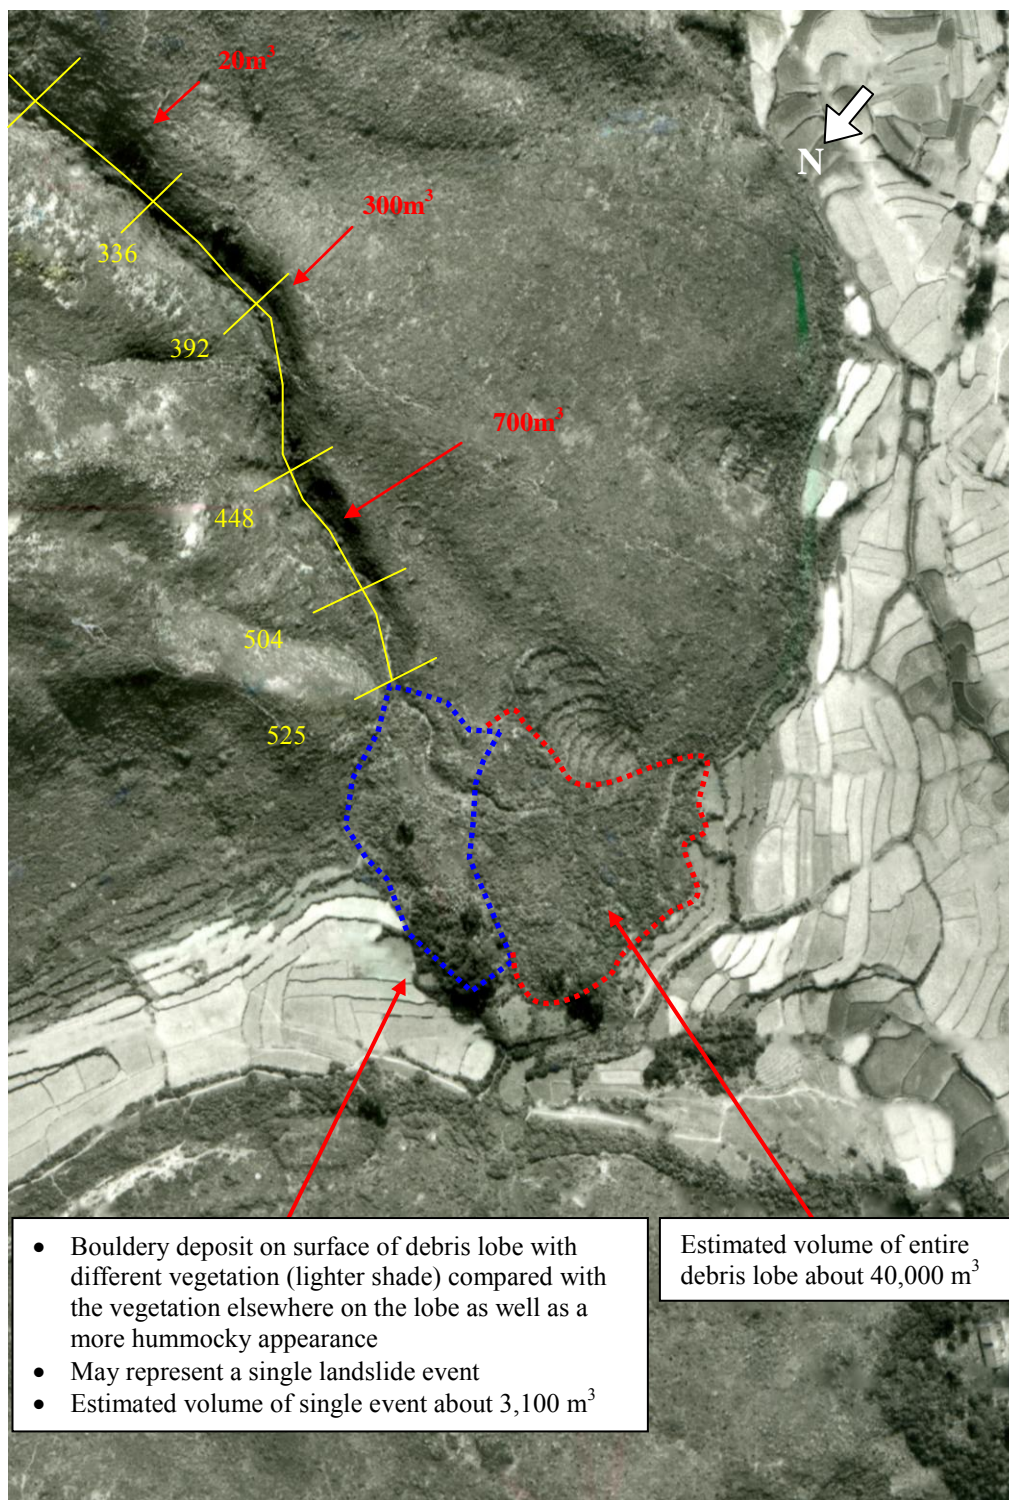 20m³
N
300m³
336
392
700m³
448
504
525
• Bouldery deposit on surface of debris lobe with
different vegetation (lighter shade) compared with
the vegetation elsewhere on the lobe as well as a
more hummocky appearance
• May represent a single landslide event
• Estimated volume of single event about 3,100 m³
Estimated volume of entire
debris lobe about 40,000 m³